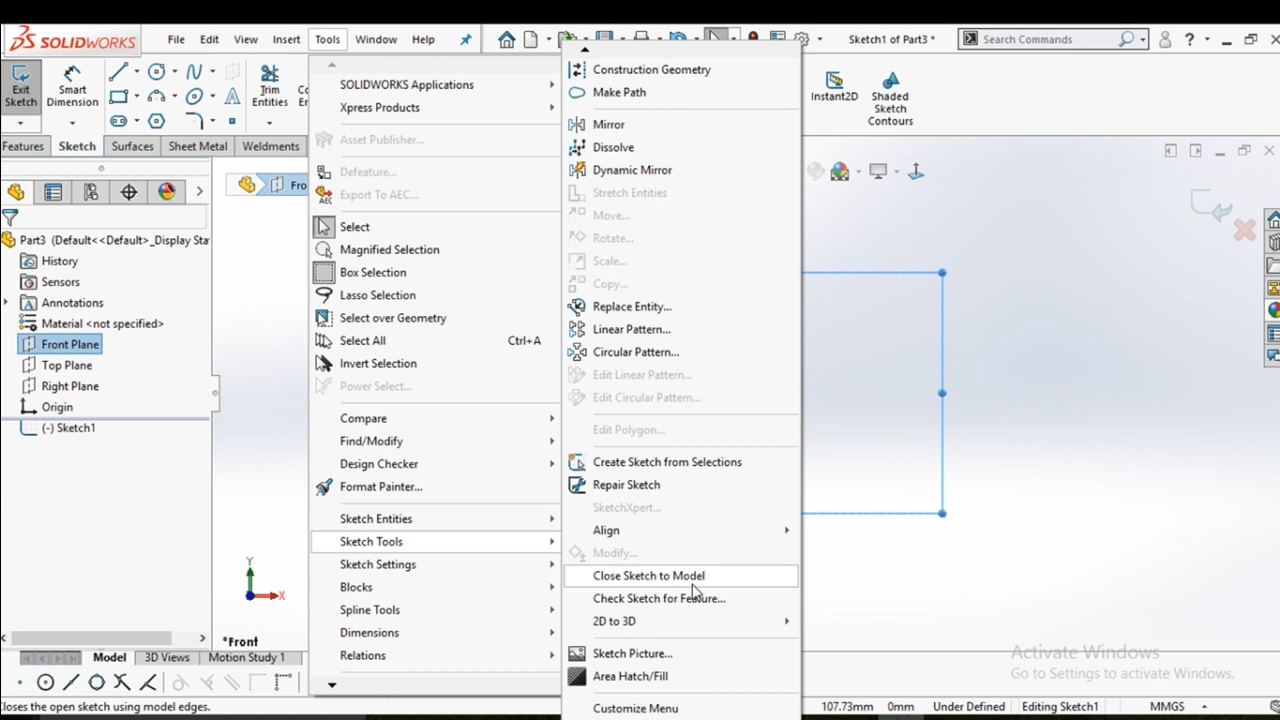 SOLIDWORKS
File Edit View Insert Tools Window Help
Sketch1 of Part3 *
Search Commands
Exit Sketch
Smart Dimension
Trim Entities
Instant2D
Shaded Sketch Contours
Features Sketch Surfaces Sheet Metal Weldments
Part3 (Default<<Default>_Display Sta
History
Sensors
Annotations
Material <not specified>
Front Plane
Top Plane
Right Plane
Origin
(-) Sketch1
Fro
SOLIDWORKS Applications
Xpress Products
Asset Publisher...
Defeature...
Export To AEC...
Select
Magnified Selection
Box Selection
Lasso Selection
Select over Geometry
Select All Ctrl+A
Invert Selection
Power Select...
Compare
Find/Modify
Design Checker
Format Painter...
Sketch Entities
Sketch Tools
Sketch Settings
Blocks
Spline Tools
Dimensions
Relations
Construction Geometry
Make Path
Mirror
Dissolve
Dynamic Mirror
Stretch Entities
Move...
Rotate...
Scale...
Copy...
Replace Entity...
Linear Pattern...
Circular Pattern...
Edit Linear Pattern...
Edit Circular Pattern...
Edit Polygon...
Create Sketch from Selections
Repair Sketch
SketchXpert...
Align
Modify...
Close Sketch to Model
Check Sketch for Feature...
2D to 3D
Sketch Picture...
Area Hatch/Fill
Customize Menu
Y
X
*Front
Model 3D Views Motion Study 1
Activate Windows
Go to Settings to activate Windows.
loses the open sketch using model edges.
107.73mm 0mm Under Defined Editing Sketch1 MMGS